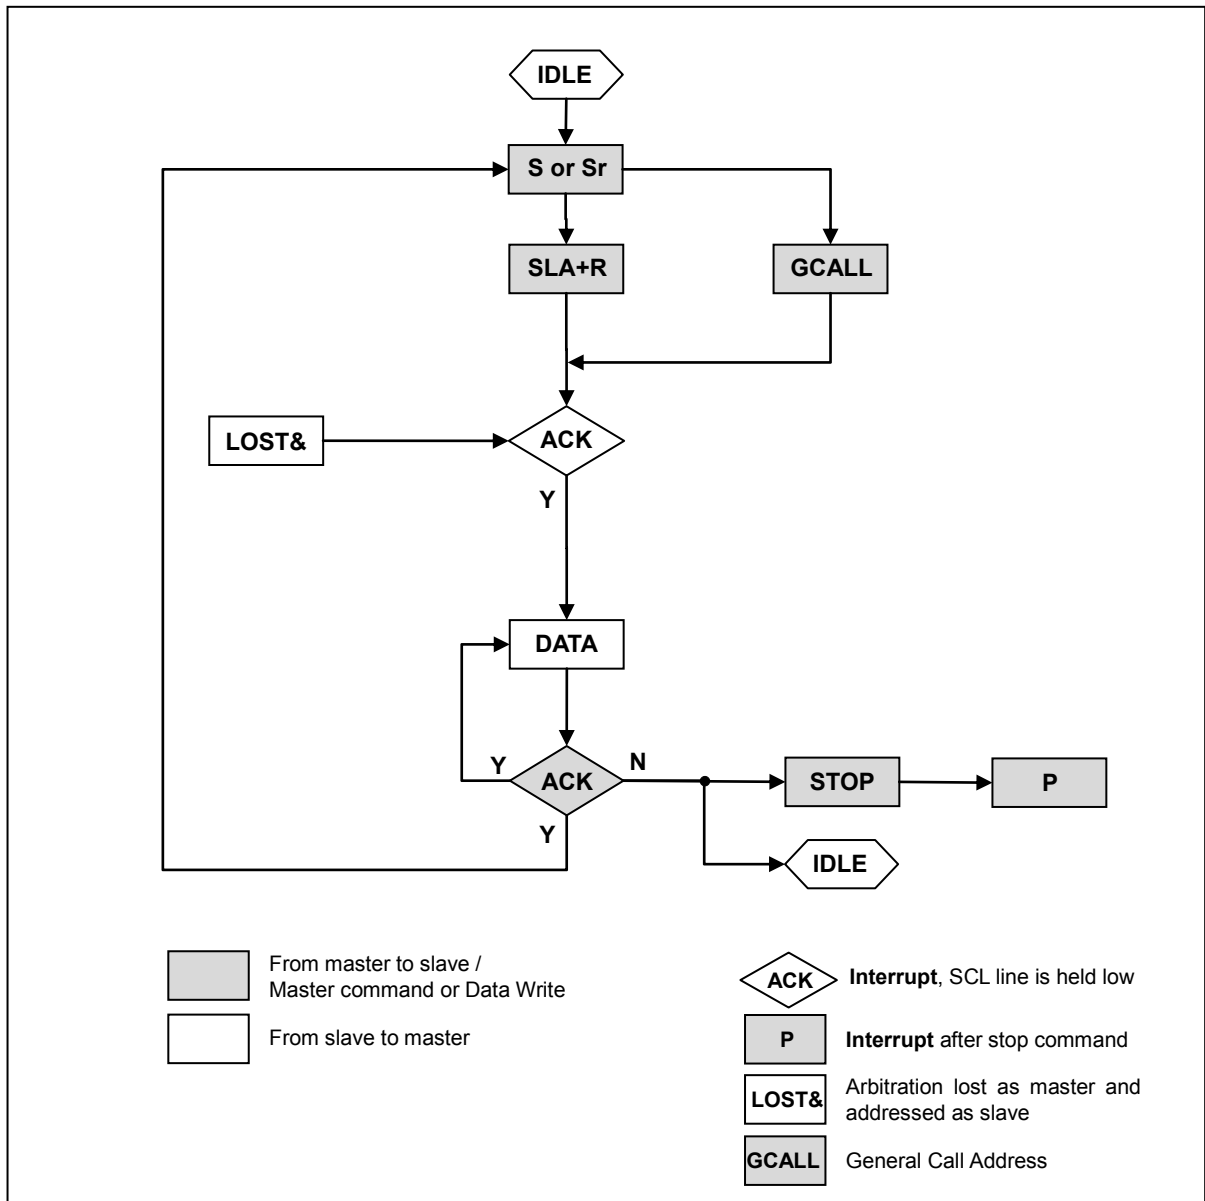 IDLE
S or Sr
SLA+R
GCALL
LOST&
ACK
Y
DATA
Y
ACK
N
STOP
P
Y
IDLE
From master to slave /
Master command or Data Write
From slave to master
ACK
Interrupt, SCL line is held low
P
Interrupt after stop command
LOST&
Arbitration lost as master and
addressed as slave
GCALL
General Call Address